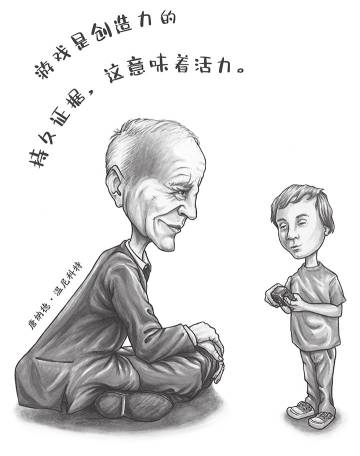 游戏是创造力的
持久证据，这意味着活力。
唐纳德·温尼科特